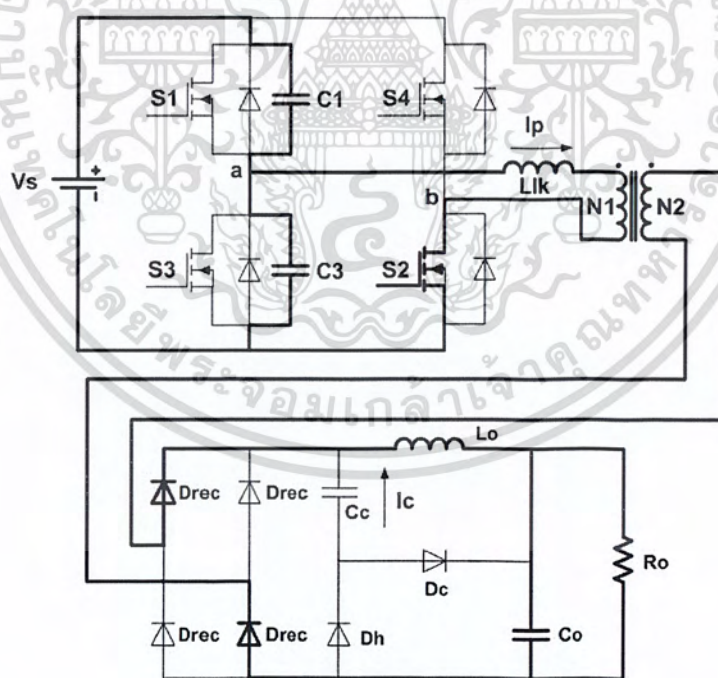 S1
C1
S4
Ip
Vs
+
-
a
Llk
b
N1
N2
S3
C3
S2
Lo
Drec
Drec
Cc
Ic
Dc
Ro
Drec
Drec
Dh
Co